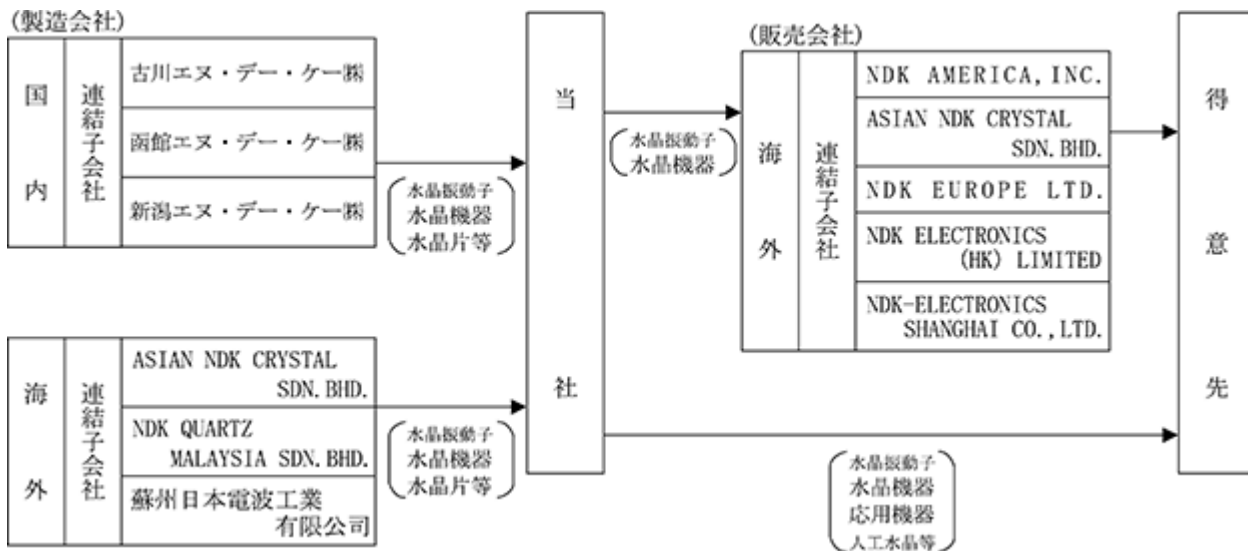 (製造会社)
国内
連結子会社
古川エヌ・デー・ケー㈱
函館エヌ・デー・ケー㈱
新潟エヌ・デー・ケー㈱
水晶振動子
水晶機器
水晶片等
海外
連結子会社
ASIAN NDK CRYSTAL
SDN.BHD.
NDK QUARTZ
MALAYSIA SDN.BHD.
蘇州日本電波工業
有限公司
水晶振動子
水晶機器
水晶片等
当社
水晶振動子
水晶機器
(販売会社)
海外
連結子会社
NDK AMERICA,INC.
ASIAN NDK CRYSTAL
SDN.BHD.
NDK EUROPE LTD.
NDK ELECTRONICS
(HK) LIMITED
NDK-ELECTRONICS
SHANGHAI CO.,LTD.
水晶振動子
水晶機器
応用機器
人工水晶等
得意先